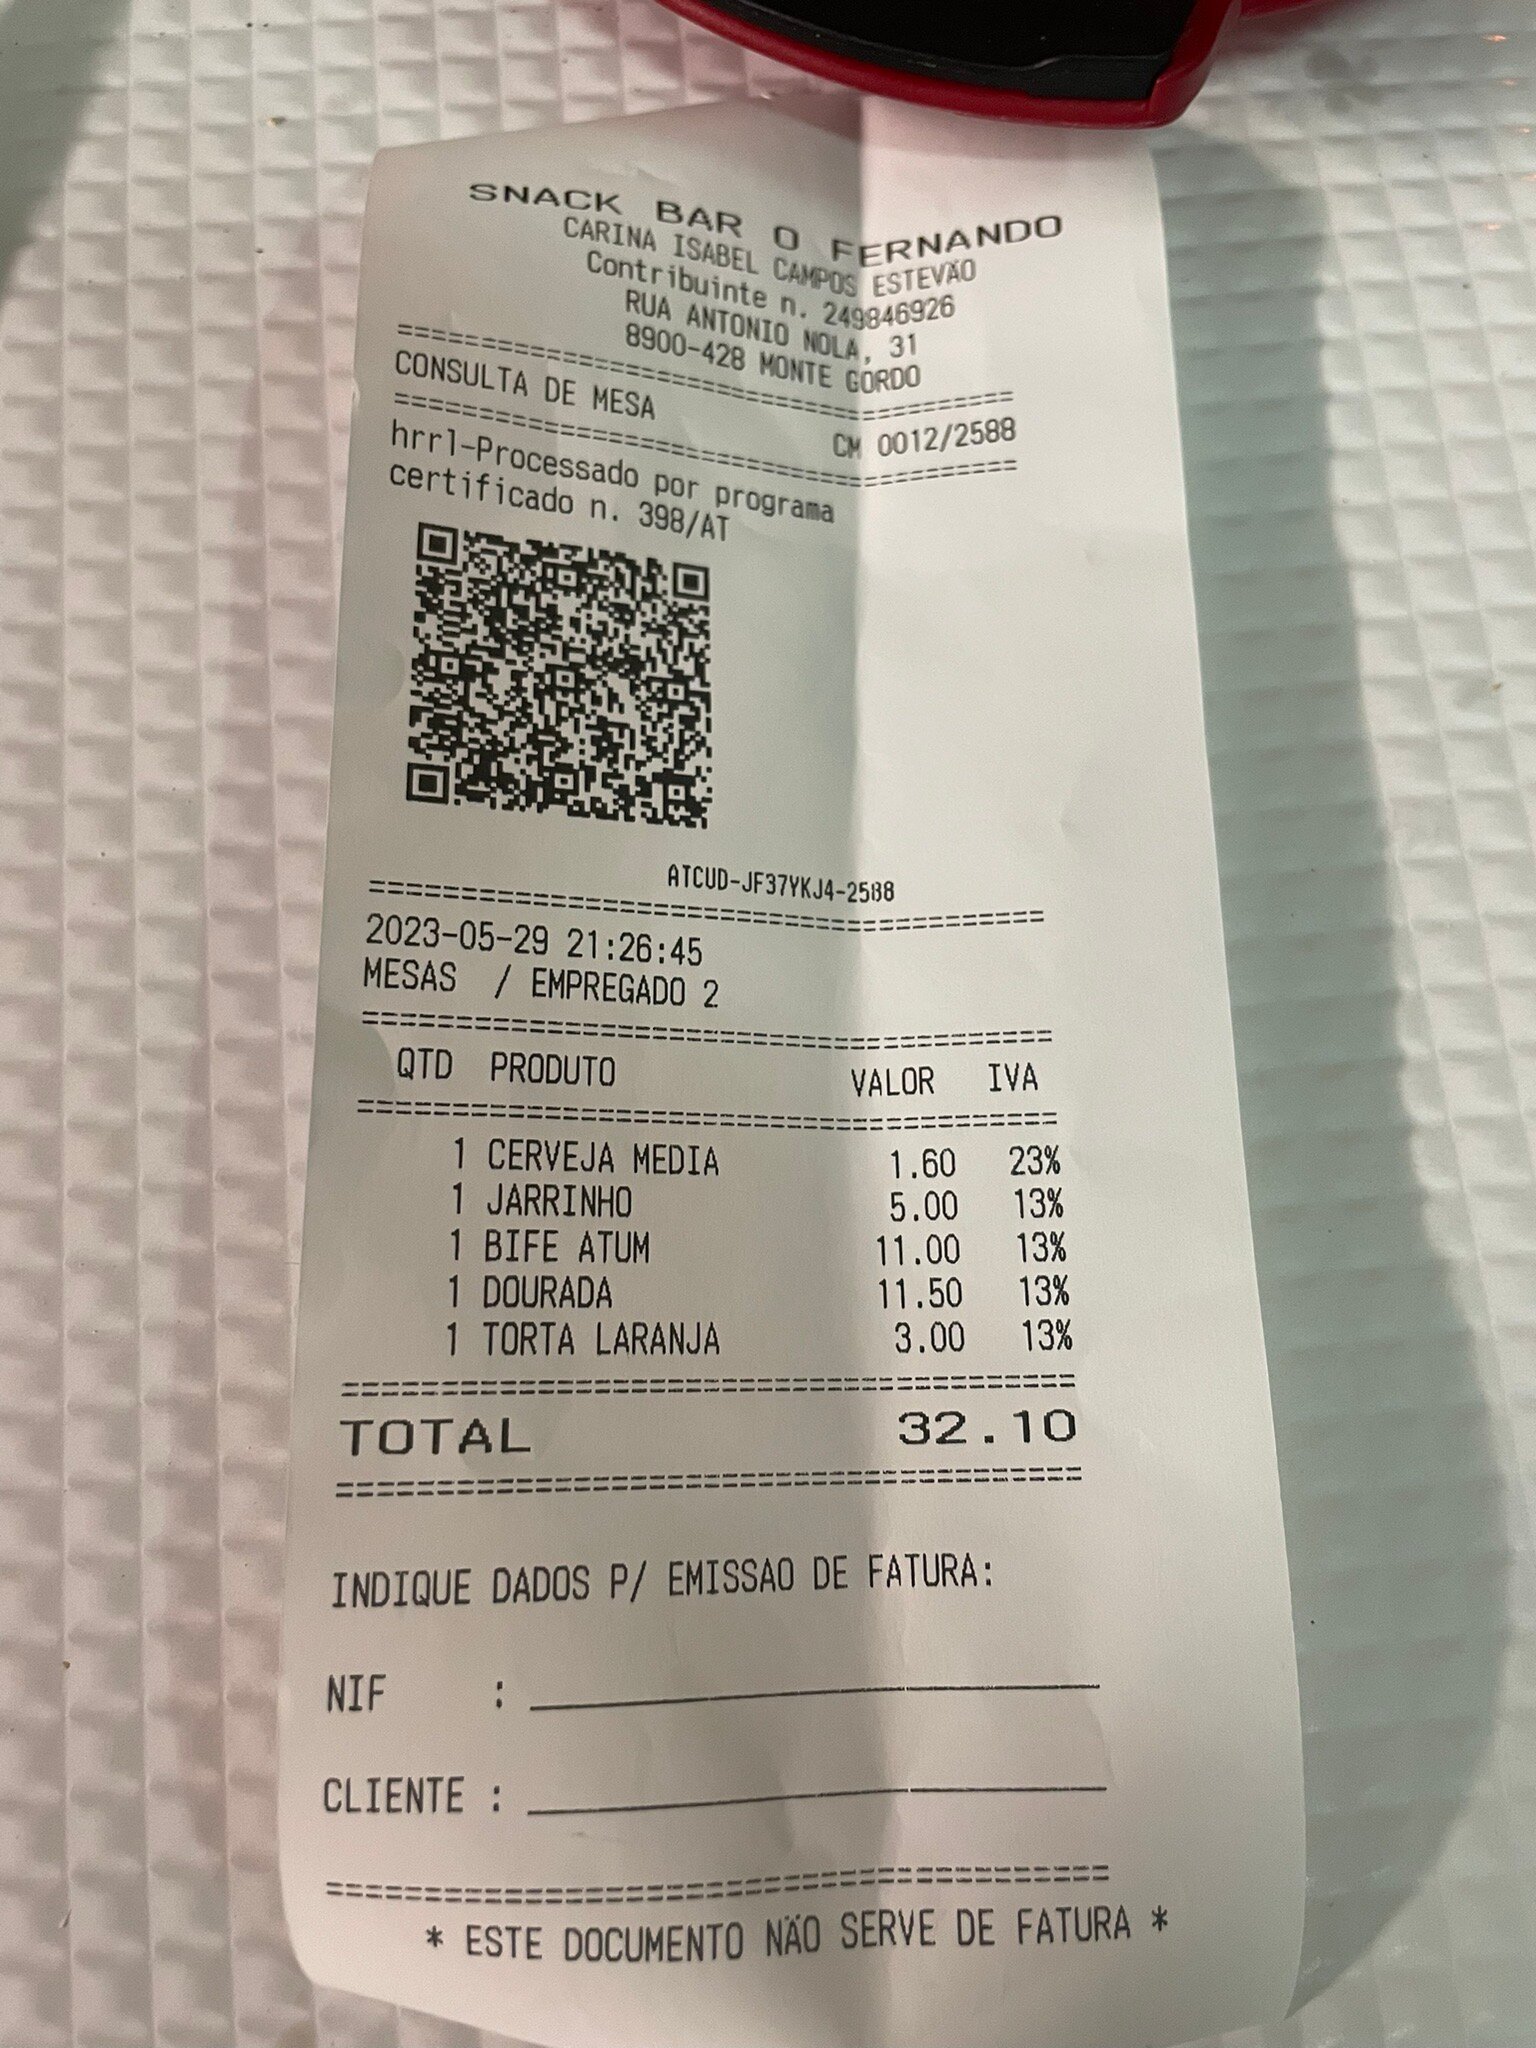 SNACK BAR O FERNANDO
CARINA ISABEL CAMPOS ESTEVÃO
Contribuinte n. 249846926
RUA ANTONIO NOLA, 31
8900-428 MONTE GORDO
=====================================
CONSULTA DE MESA CM 0012/2588
=====================================
hrrl-Processado por programa
certificado n. 398/AT
ATCUD-JF37YKJ4-2588
=====================================
2023-05-29 21:26:45
MESAS / EMPREGADO 2
=====================================
QTD PRODUTO VALOR IVA
=====================================
1 CERVEJA MEDIA 1.60 23%
1 JARRINHO 5.00 13%
1 BIFE ATUM 11.00 13%
1 DOURADA 11.50 13%
1 TORTA LARANJA 3.00 13%
=====================================
TOTAL 32.10
=====================================
INDIQUE DADOS P/ EMISSAO DE FATURA:
NIF : ______________________
CLIENTE : ______________________
=====================================
* ESTE DOCUMENTO NÃO SERVE DE FATURA *